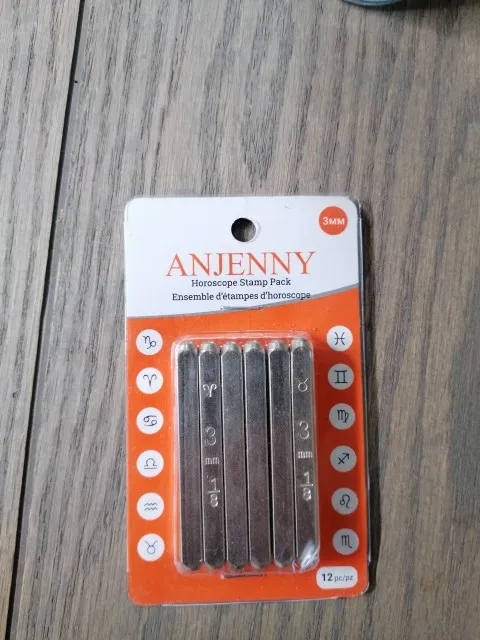 3MM
ANJENNY
Horoscope Stamp Pack
Ensemble d'étampes d'horoscope
♑ ♓
♈ ♊
♋ ♍
♎ ♐
♒ ♌
♉ ♏
♈ 3 mm 1/8
♉ 3 mm 1/8
12 pc/pz